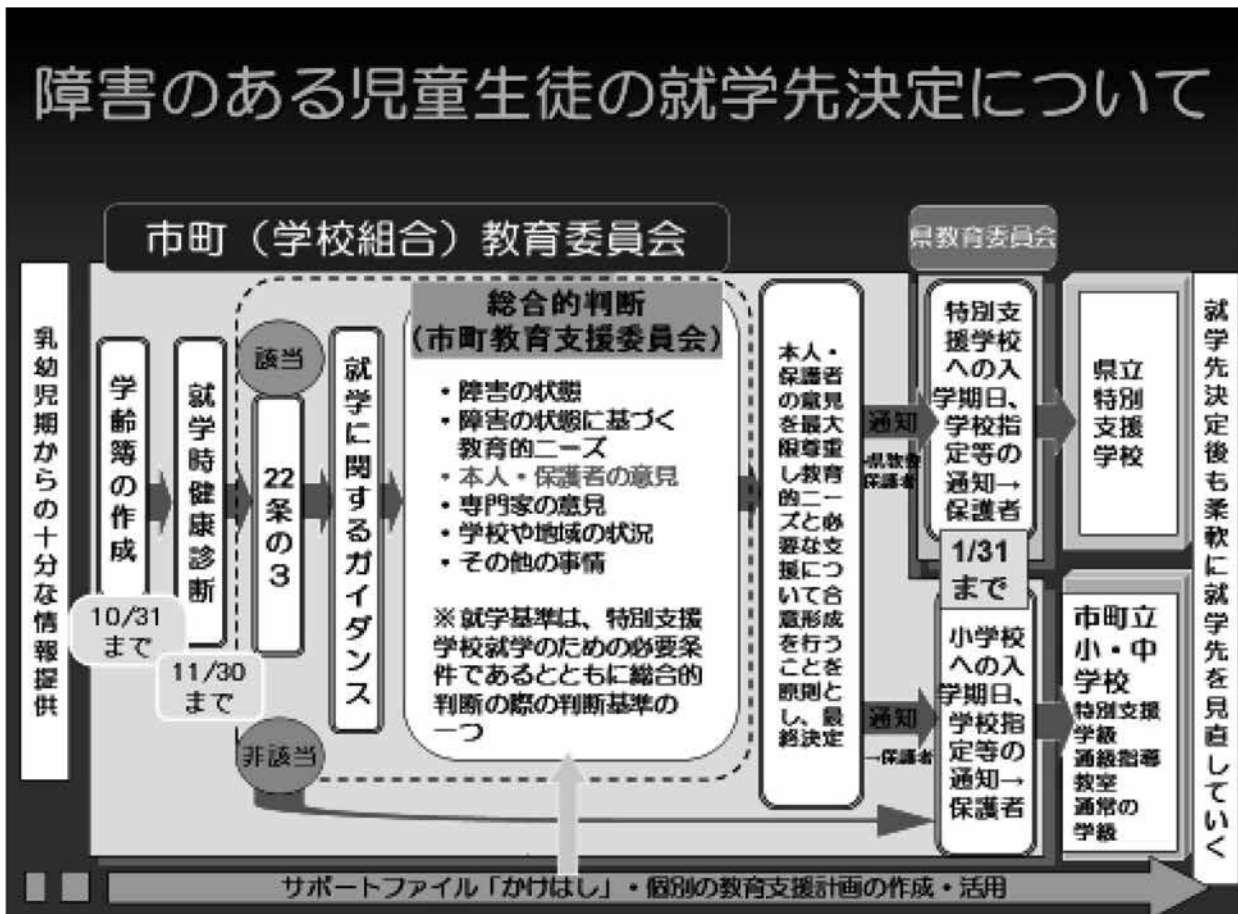 障害のある児童生徒の就学先決定について
市町（学校組合）教育委員会
県教育委員会
乳幼児期からの十分な情報提供
学齢簿の作成
10/31
まで
就学時健康診断
11/30
まで
該当
22条の3
非該当
就学に関するガイダンス
総合的判断
（市町教育支援委員会）
・障害の状態
・障害の状態に基づく
教育的ニーズ
・本人・保護者の意見
・専門家の意見
・学校や地域の状況
・その他の事情
※就学基準は、特別支援
学校就学のための必要条
件であるとともに総合的
判断の際の判断基準の
一つ
本人・
保護者
の意見
を最大
限尊重
し教育
的ニー
ズと必
要な支
援につ
いて合
意形成
を行う
ことを
原則と
し、最
終決定
通知
→県教委
保護者
通知
→保護者
特別支
援学校
への入
学期日、
学校指
定等の
通知→
保護者
1/31
まで
小学校
への入
学期日、
学校指
定等の
通知→
保護者
県立
特別
支援
学校
市町立
小・中
学校
特別支援
学級
通級指導
教室
通常の
学級
就学先決定後も柔軟に就学先を見直していく
サポートファイル「かけはし」・個別の教育支援計画の作成・活用